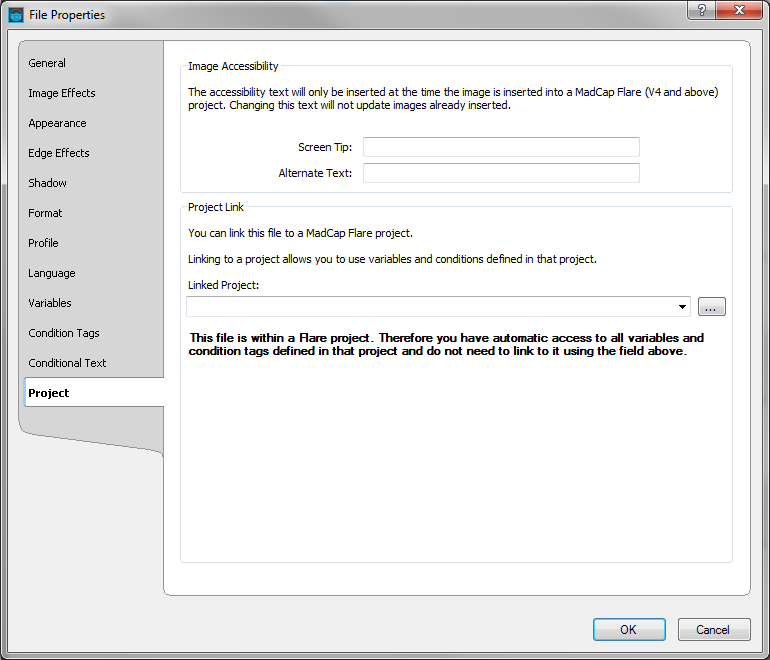 File Properties
?
General
Image Effects
Appearance
Edge Effects
Shadow
Format
Profile
Language
Variables
Condition Tags
Conditional Text
Project
Image Accessibility
The accessibility text will only be inserted at the time the image is inserted into a MadCap Flare (V4 and above)
project. Changing this text will not update images already inserted.
Screen Tip:
Alternate Text:
Project Link
You can link this file to a MadCap Flare project.
Linking to a project allows you to use variables and conditions defined in that project.
Linked Project:
...
This file is within a Flare project. Therefore you have automatic access to all variables and
condition tags defined in that project and do not need to link to it using the field above.
OK
Cancel